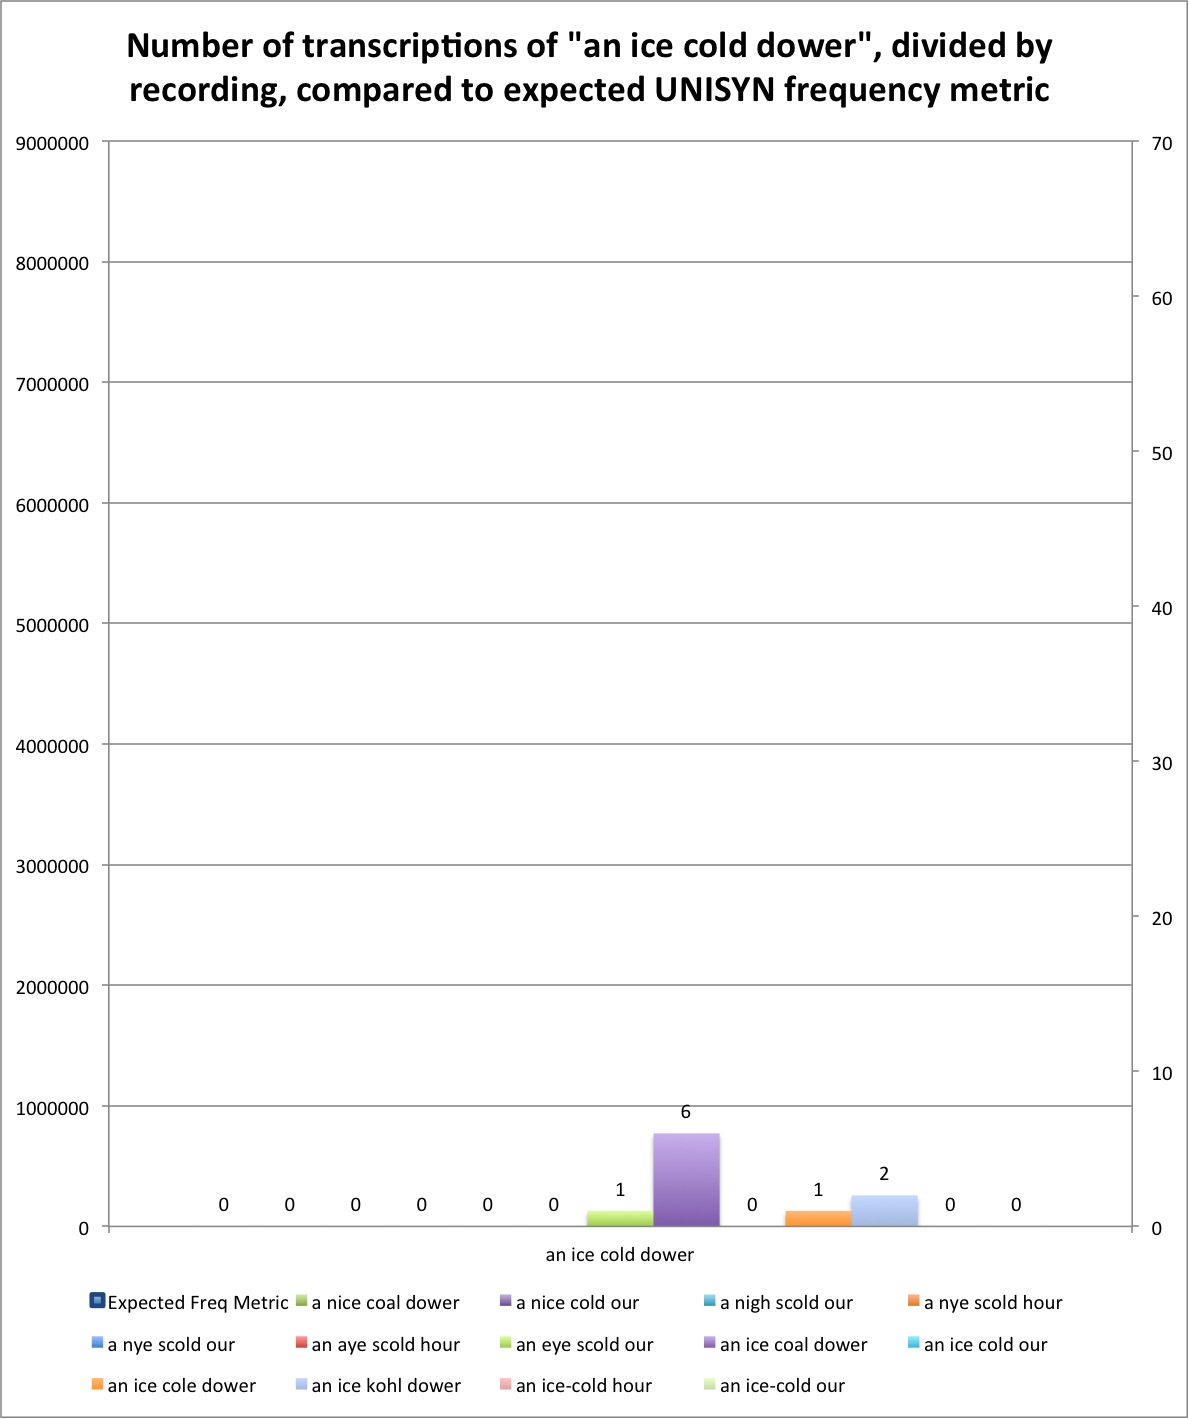 Number of transcriptions of "an ice cold dower", divided by
recording, compared to expected UNISYN frequency metric
9000000 70
8000000
60
7000000
50
6000000
5000000
40
4000000
30
3000000
20
2000000
10
1000000
6
2
1 1
0 0 0 0 0 0 0 0 0
0 0
an ice cold dower
Expected Freq Metric a nice coal dower a nice cold our a nigh scold our a nye scold hour
a nye scold our an aye scold hour an eye scold our an ice coal dower an ice cold our
an ice cole dower an ice kohl dower an ice-cold hour an ice-cold our